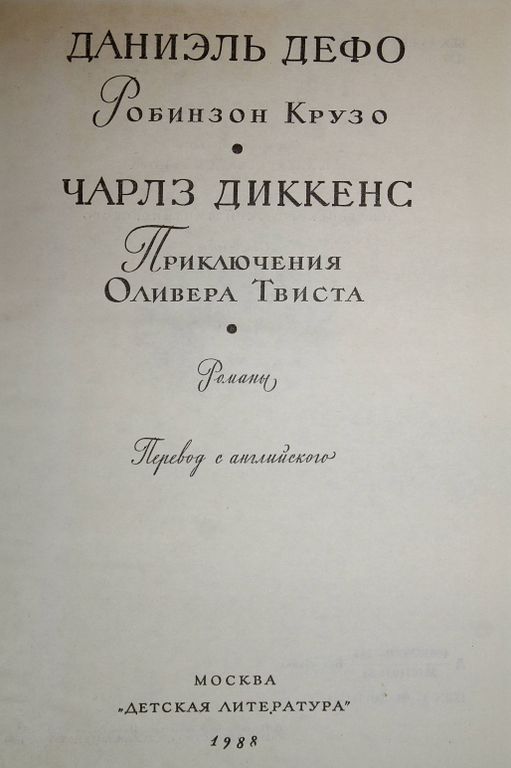 ДАНИЭЛЬ ДЕФО
Робинзон Крузо
ЧАРЛЗ ДИККЕНС
Приключения
Оливера Твиста
Романы
Перевод с английского
МОСКВА
"ДЕТСКАЯ ЛИТЕРАТУРА"
1988